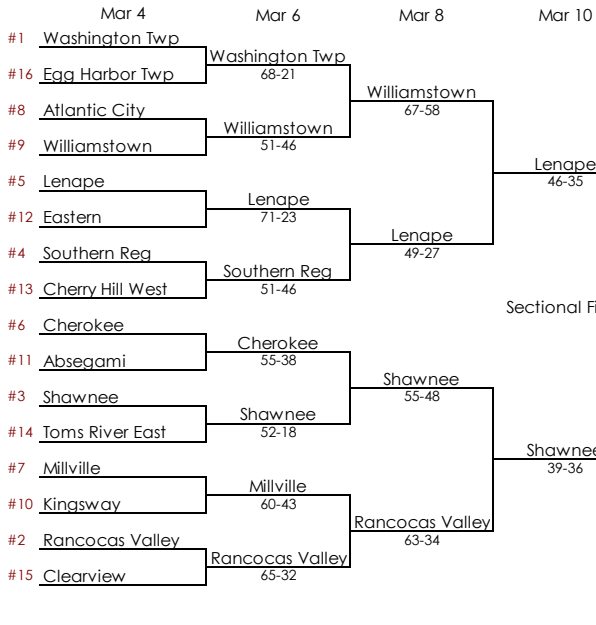 Mar 4 Mar 6 Mar 8 Mar 10
#1 Washington Twp
Washington Twp
68-21
#16 Egg Harbor Twp
Williamstown
67-58
#8 Atlantic City
Williamstown
51-46
#9 Williamstown
Lenape
46-35
#5 Lenape
Lenape
71-23
#12 Eastern
Lenape
49-27
#4 Southern Reg
Southern Reg
51-46
#13 Cherry Hill West
Sectional Fi
#6 Cherokee
Cherokee
55-38
#11 Absegami
Shawnee
55-48
#3 Shawnee
Shawnee
52-18
#14 Toms River East
Shawnee
39-36
#7 Millville
Millville
60-43
#10 Kingsway
Rancocas Valley
63-34
#2 Rancocas Valley
Rancocas Valley
65-32
#15 Clearview